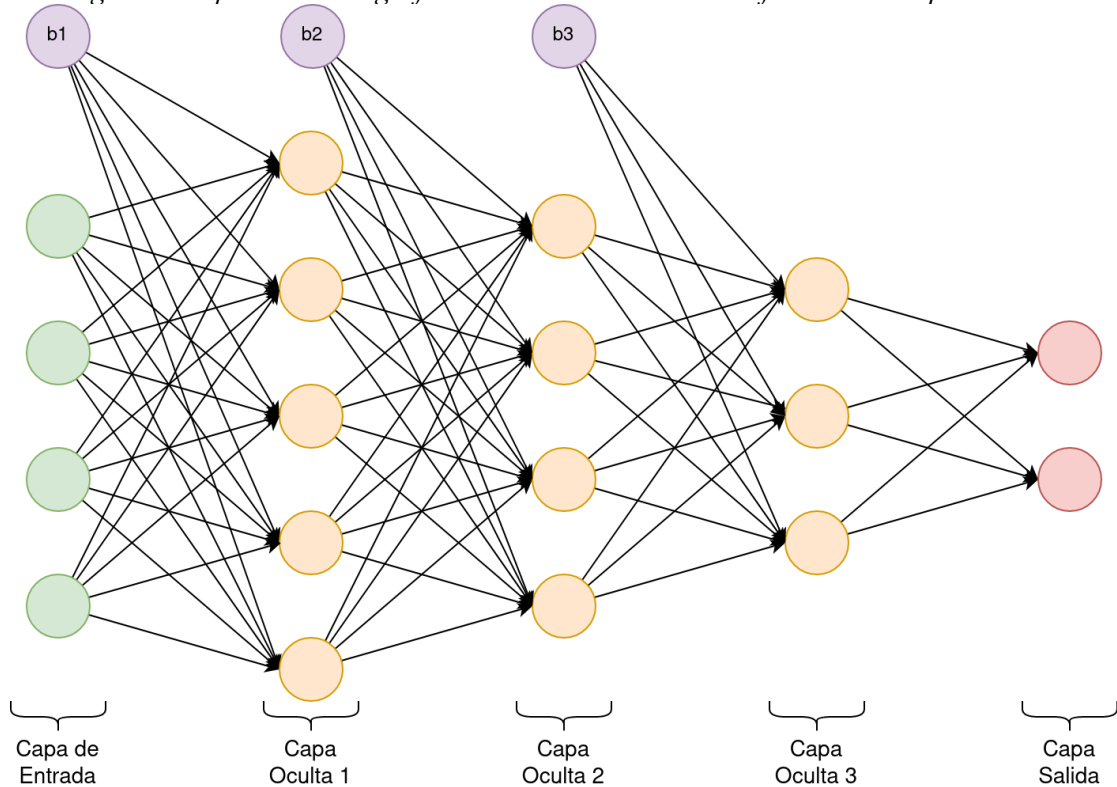 b1
b2
b3
Capa de
Entrada
Capa
Oculta 1
Capa
Oculta 2
Capa
Oculta 3
Capa
Salida